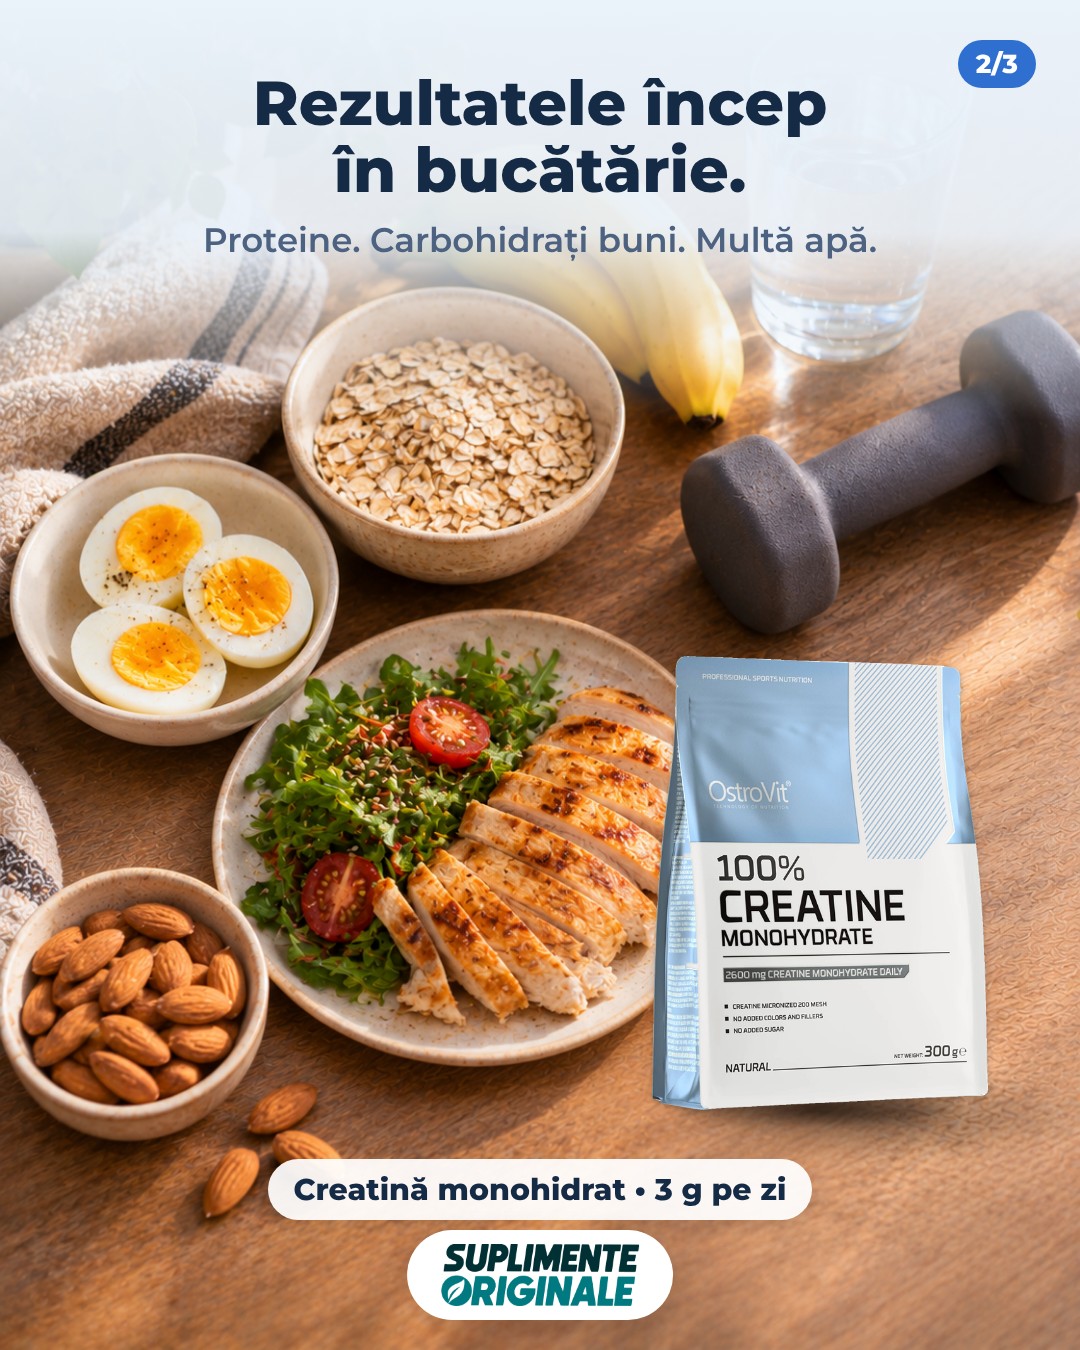 2/3
Rezultatele încep
în bucătărie.
Proteine. Carbohidrați buni. Multă apă.
PROFESSIONAL SPORTS NUTRITION
OstroVit®
100%
CREATINE
MONOHYDRATE
2600 mg CREATINE MONOHYDRATE DAILY
CREATINE MICRONIZED 200 MESH
NO ADDED COLORS AND FILLERS
NO ADDED SUGAR
NET WEIGHT: 300 g ℮
NATURAL
Creatină monohidrat • 3 g pe zi
SUPLIMENTE
ORIGINALE